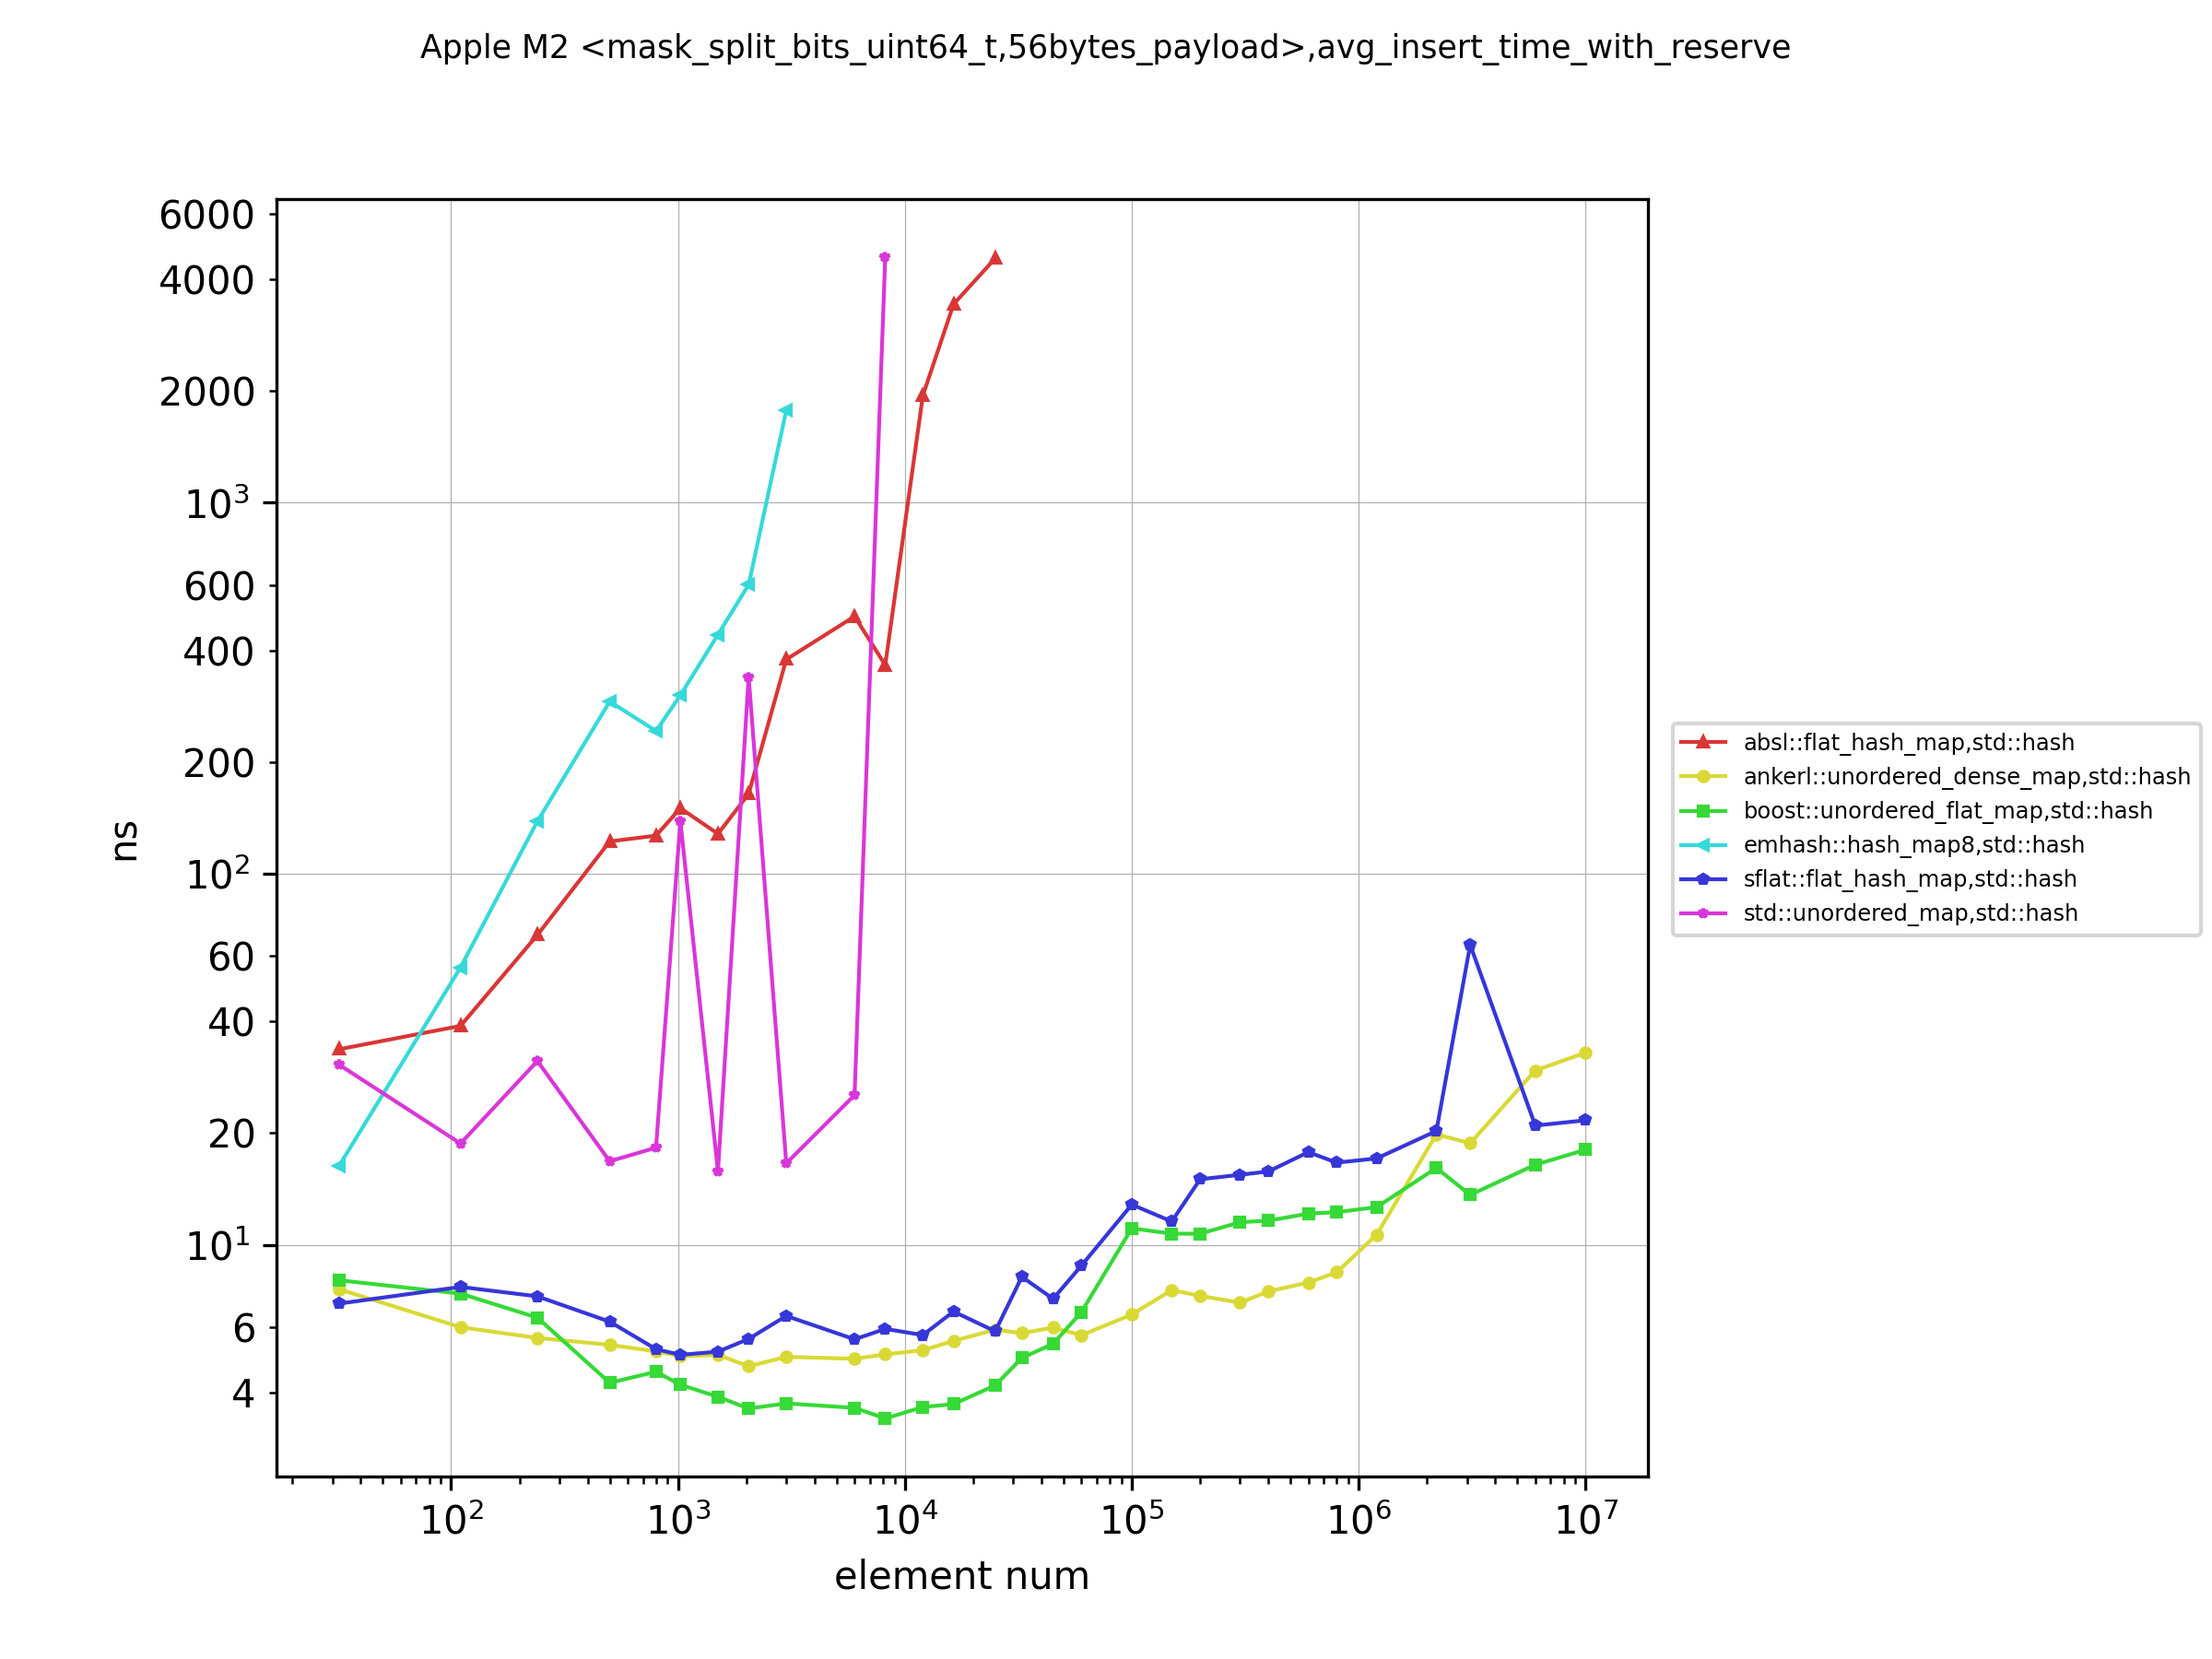 Apple M2 <mask_split_bits_uint64_t,56bytes_payload>,avg_insert_time_with_reserve
6000
4000
2000
10³
600
400
200
10²
60
40
20
10¹
6
4
ns
10² 10³ 10⁴ 10⁵ 10⁶ 10⁷
element num
absl::flat_hash_map,std::hash
ankerl::unordered_dense_map,std::hash
boost::unordered_flat_map,std::hash
emhash::hash_map8,std::hash
sflat::flat_hash_map,std::hash
std::unordered_map,std::hash